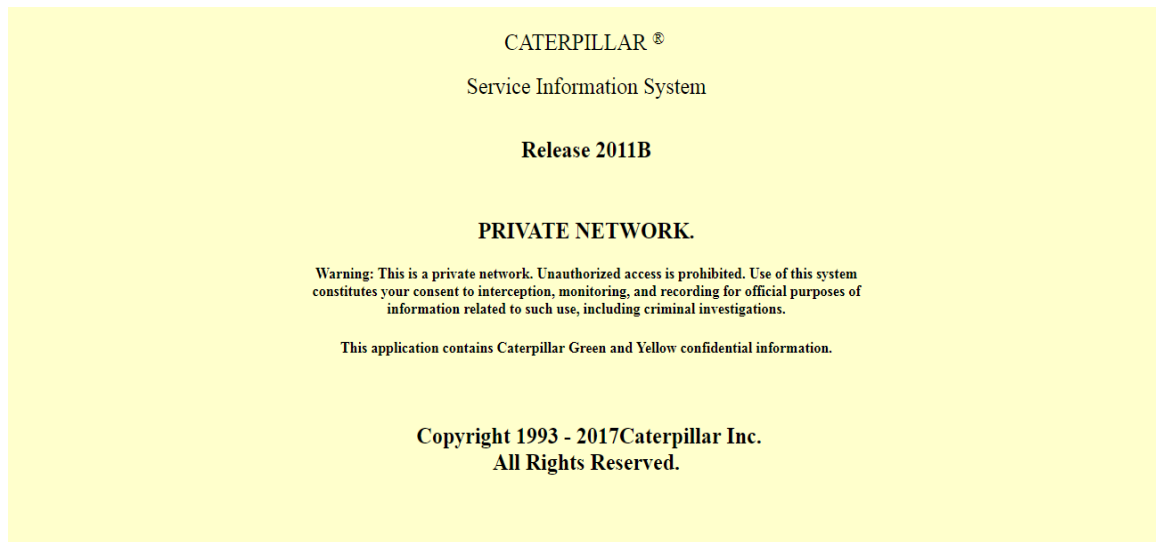 CATERPILLAR ®
Service Information System
Release 2011B
PRIVATE NETWORK.
Warning: This is a private network. Unauthorized access is prohibited. Use of this system
constitutes your consent to interception, monitoring, and recording for official purposes of
information related to such use, including criminal investigations.
This application contains Caterpillar Green and Yellow confidential information.
Copyright 1993 - 2017Caterpillar Inc.
All Rights Reserved.